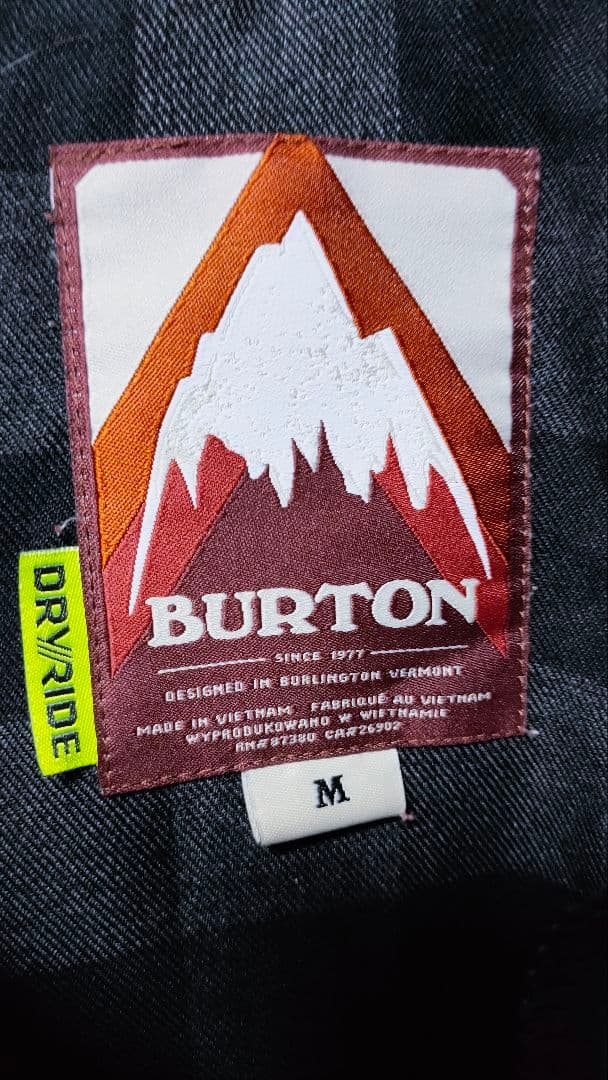 BURTON
SINCE 1977
DESIGNED IN BURLINGTON VERMONT
MADE IN VIETNAM FABRIQUÉ AU VIETNAM
WYPRODUKOWANO W WIETNAMIE
RN#87380 CA#26902
DRY//RIDE
M